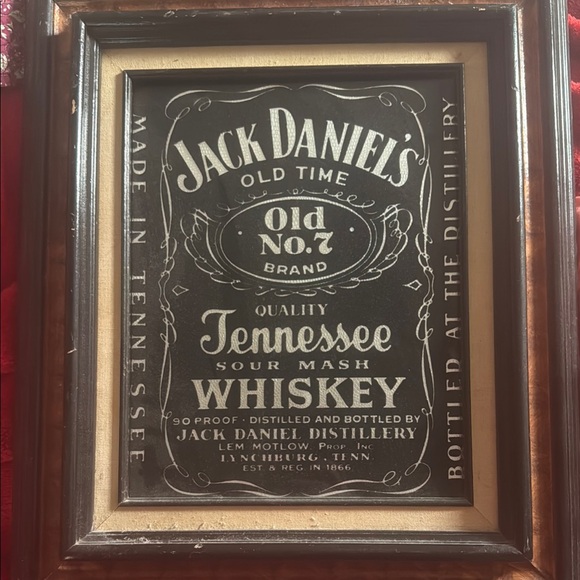 JACK DANIEL'S
OLD TIME
Old
No.7
BRAND
QUALITY
Tennessee
SOUR MASH
WHISKEY
90 PROOF · DISTILLED AND BOTTLED BY
JACK DANIEL DISTILLERY
LEM MOTLOW, PROP. INC.
LYNCHBURG, TENN.
EST. & REG. IN 1866
MADE IN TENNESSEE
BOTTLED AT THE DISTILLERY